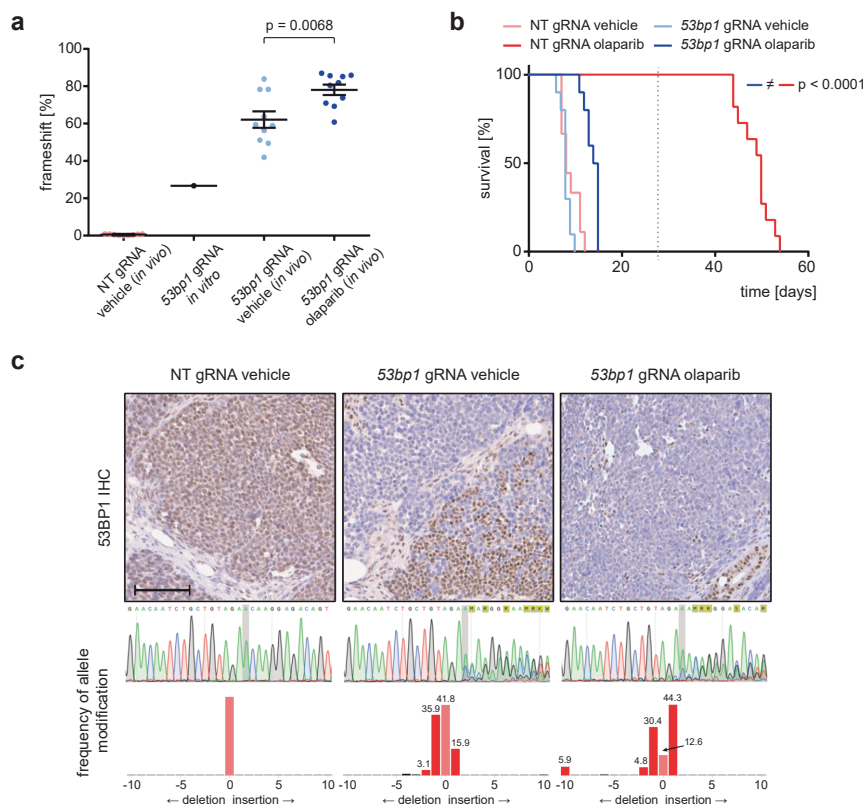 a
p = 0.0068
frameshift [%]
100
80
60
40
20
0
NT gRNA
vehicle (in vivo)
53bp1 gRNA
in vitro
53bp1 gRNA
vehicle (in vivo)
53bp1 gRNA
olaparib (in vivo)
b
NT gRNA vehicle
53bp1 gRNA vehicle
NT gRNA olaparib
53bp1 gRNA olaparib
≠ p < 0.0001
survival [%]
100
50
0
0 20 40 60
time [days]
c
NT gRNA vehicle
53bp1 gRNA vehicle
53bp1 gRNA olaparib
53BP1 IHC
GAACAATCTGCTGTAGAACAAGGAGACAGT
GAACAATCTGCTGTAGAAMARGGRAAMRKW
GAACAATCTGCTGTAGAAMRRGGASACAR
frequency of allele
modification
3.1 35.9 41.8 15.9
5.9 4.8 30.4 12.6 44.3
-10 -5 0 5 10
-10 -5 0 5 10
-10 -5 0 5 10
← deletion insertion →
← deletion insertion →
← deletion insertion →